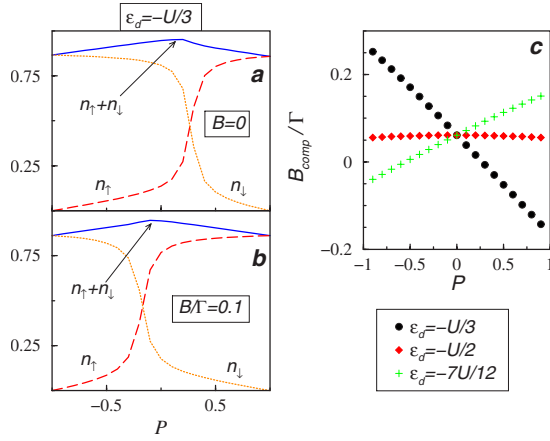 ε_d=−U/3
0.75
0.25
a
n↑+n↓
B=0
n↑
n↓
0.75
0.25
b
n↑+n↓
B/Γ=0.1
n↑
n↓
−0.5
0.5
P
c
B_comp/Γ
0.2
0
−0.2
−1
−0.5
0
0.5
1
P
ε_d=−U/3
ε_d=−U/2
ε_d=−7U/12